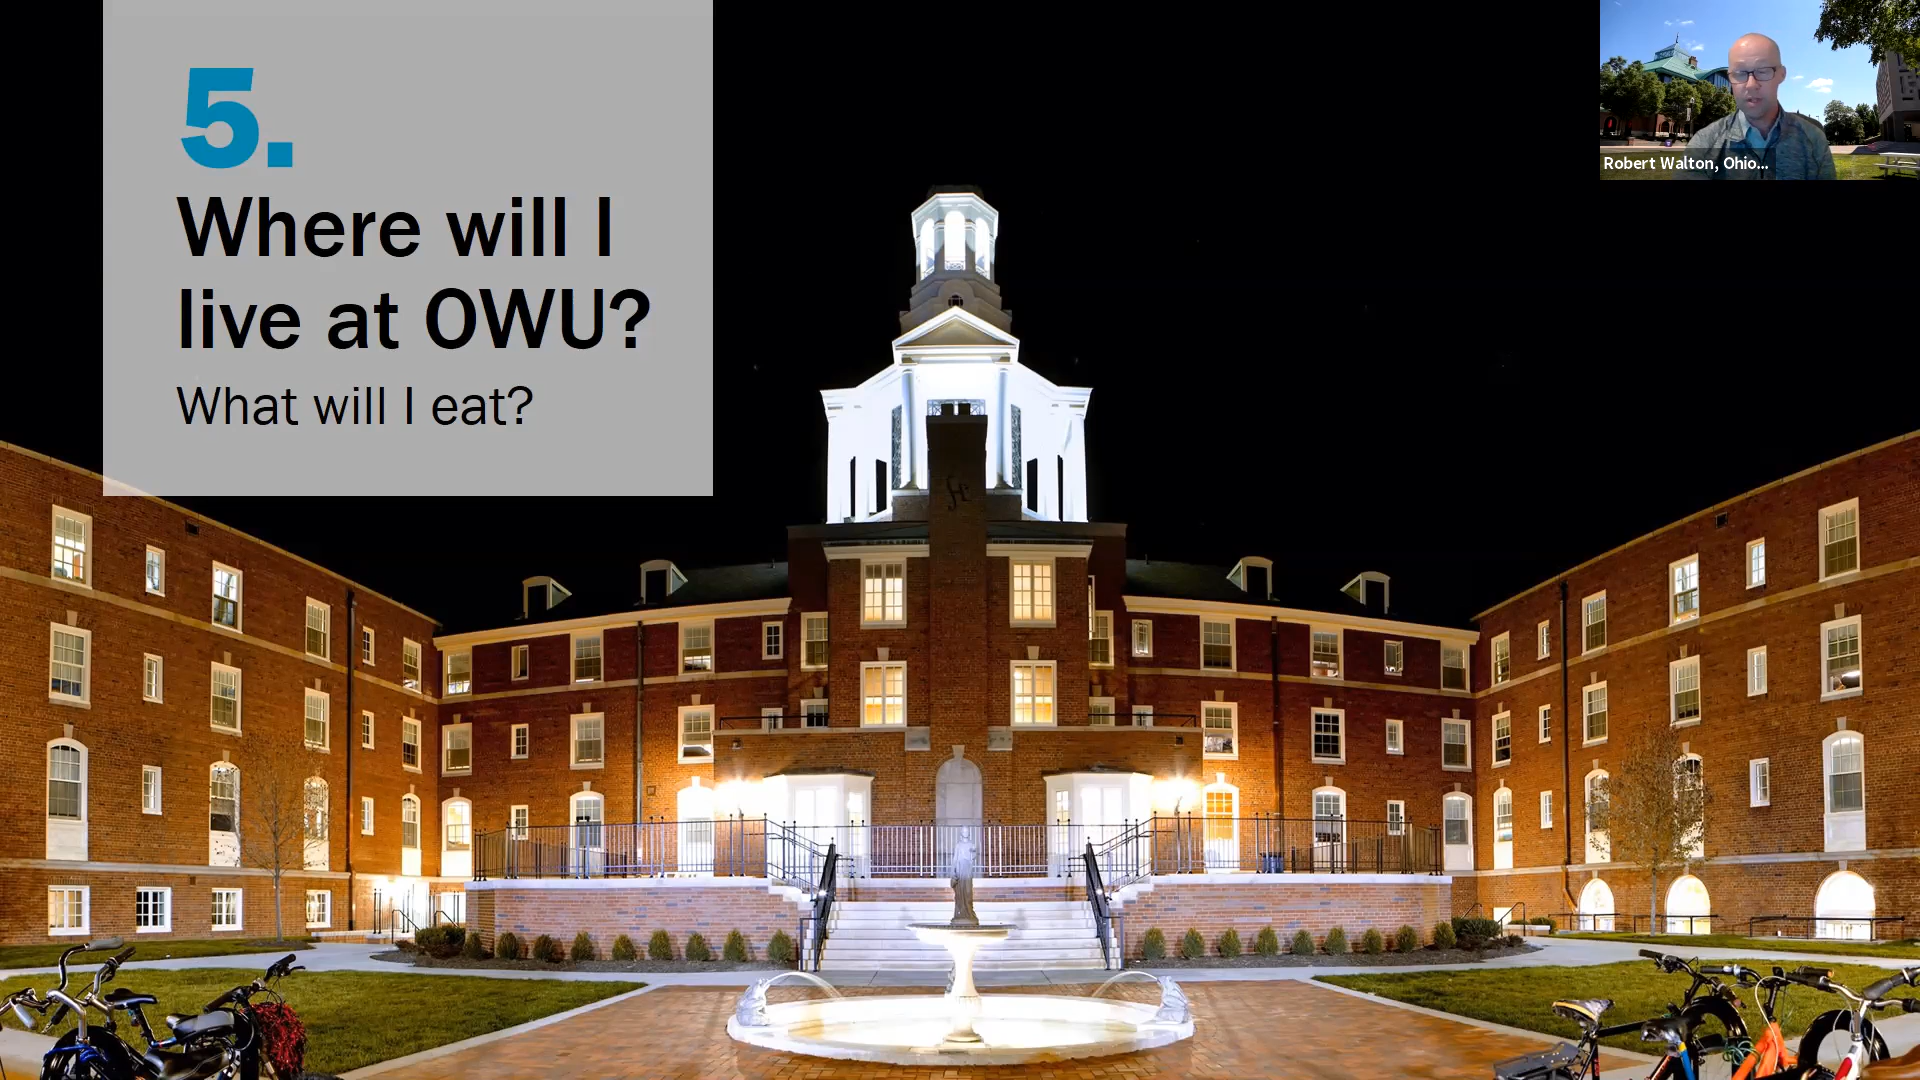 5.
Where will I
live at OWU?
What will I eat?
Robert Walton, Ohio...